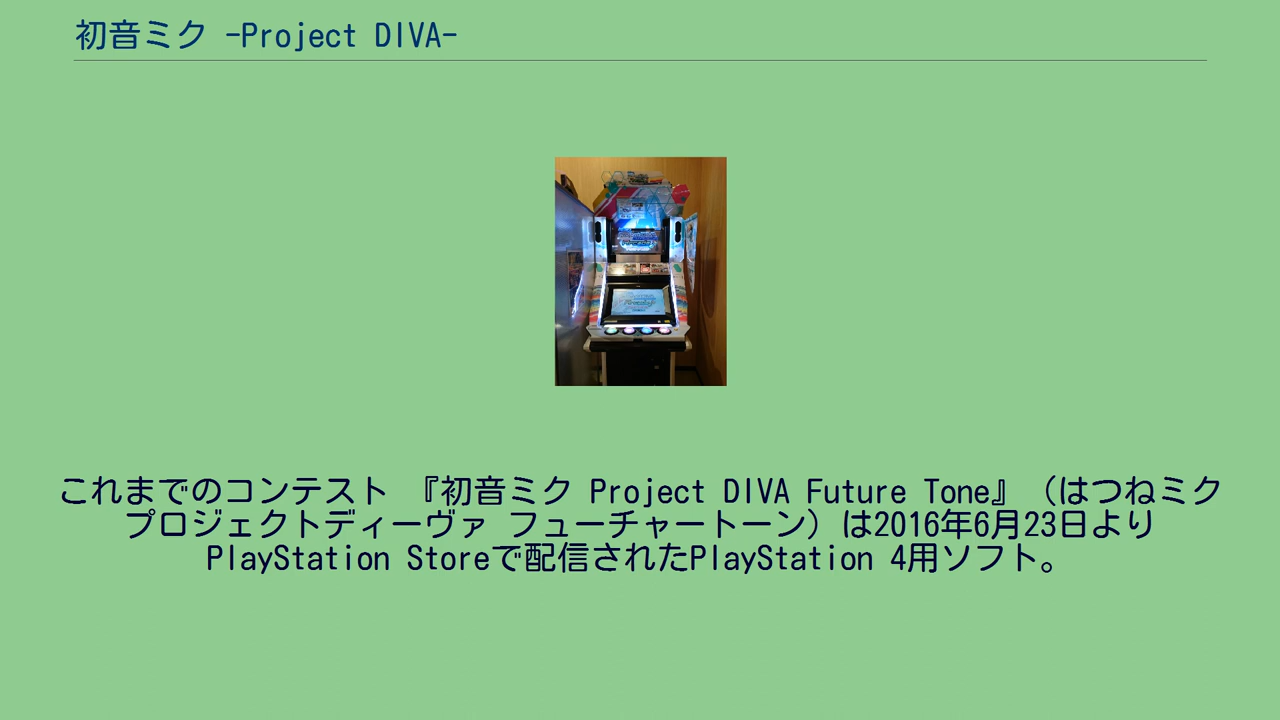 初音ミク -Project DIVA-
これまでのコンテスト 『初音ミク Project DIVA Future Tone』（はつねミク
プロジェクトディーヴァ フューチャートーン）は2016年6月23日より
PlayStation Storeで配信されたPlayStation 4用ソフト。